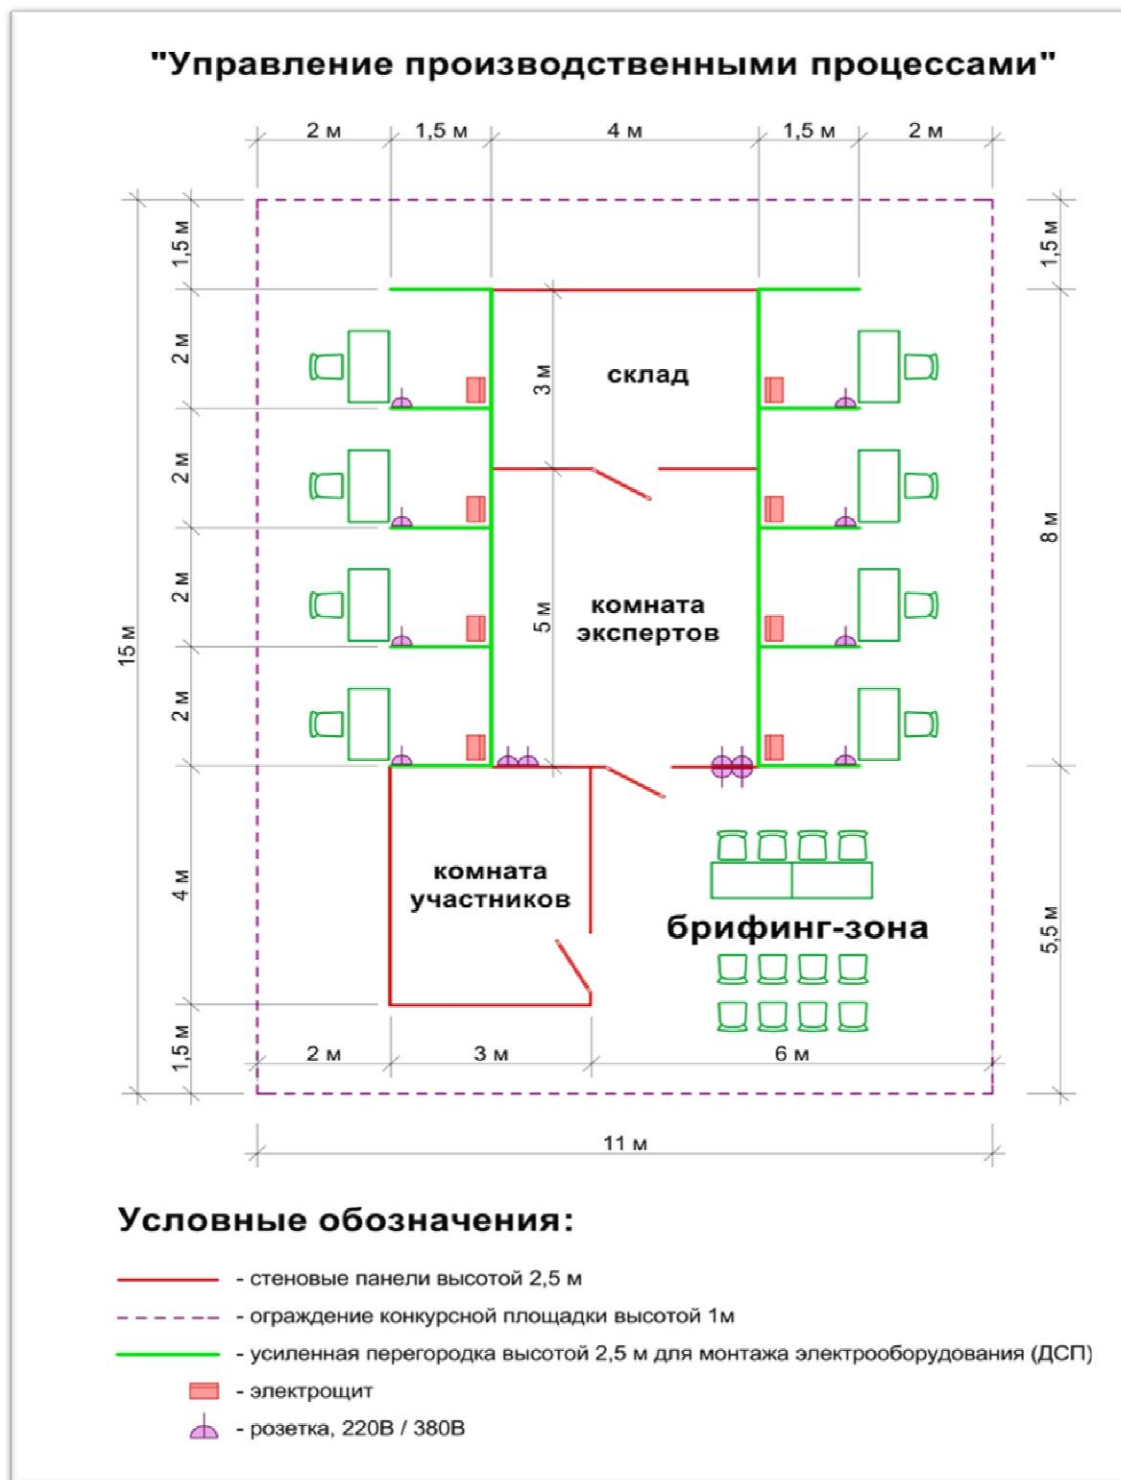 "Управление производственными процессами"
2 м
1,5 м
4 м
1,5 м
2 м
1,5 м
1,5 м
2 м
3 м
склад
2 м
8 м
2 м
5 м
комната
экспертов
15 м
2 м
4 м
комната
участников
брифинг-зона
5,5 м
1,5 м
2 м
3 м
6 м
11 м
Условные обозначения:
- стеновые панели высотой 2,5 м
- ограждение конкурсной площадки высотой 1м
- усиленная перегородка высотой 2,5 м для монтажа электрооборудования (ДСП)
- электрощит
- розетка, 220В / 380В